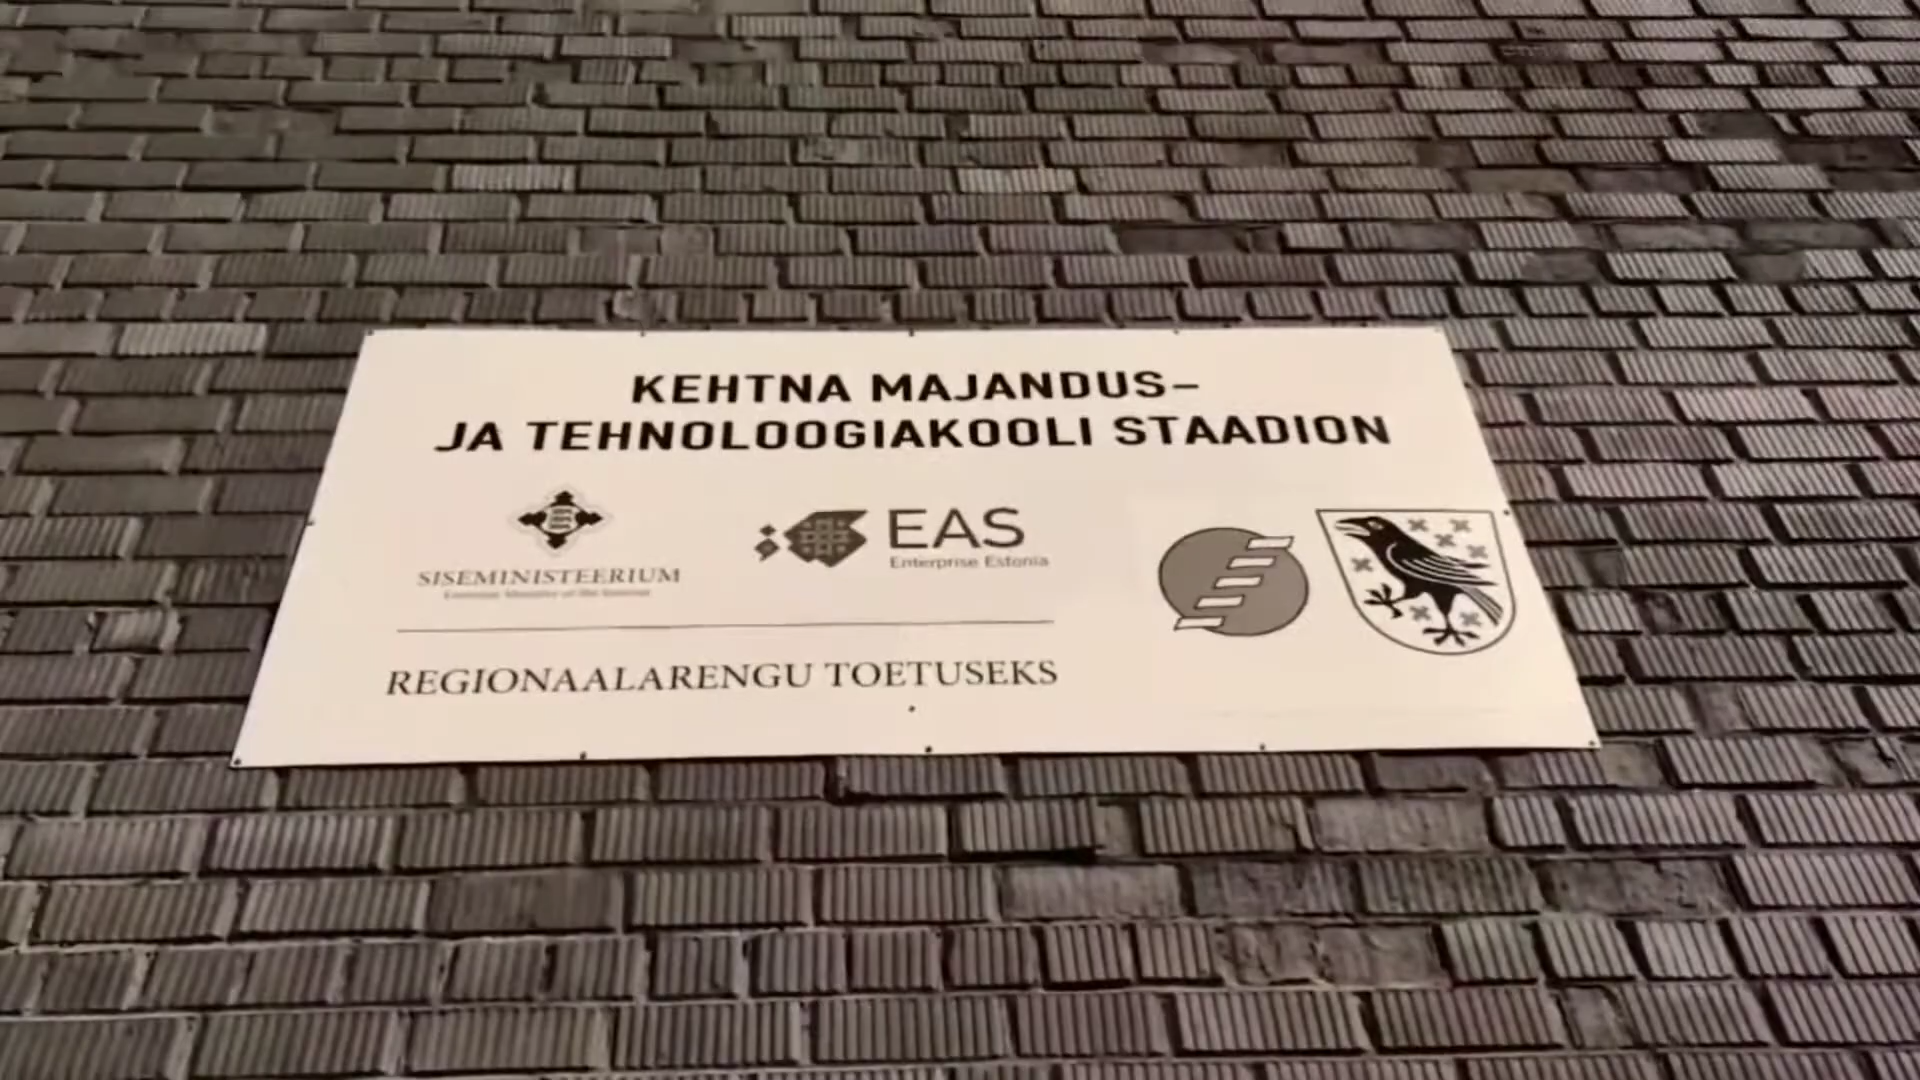 KEHTNA MAJANDUS–
JA TEHNOLOOGIAKOOLI STAADION
SISEMINISTEERIUM
EAS
Enterprise Estonia
REGIONAALARENGU TOETUSEKS